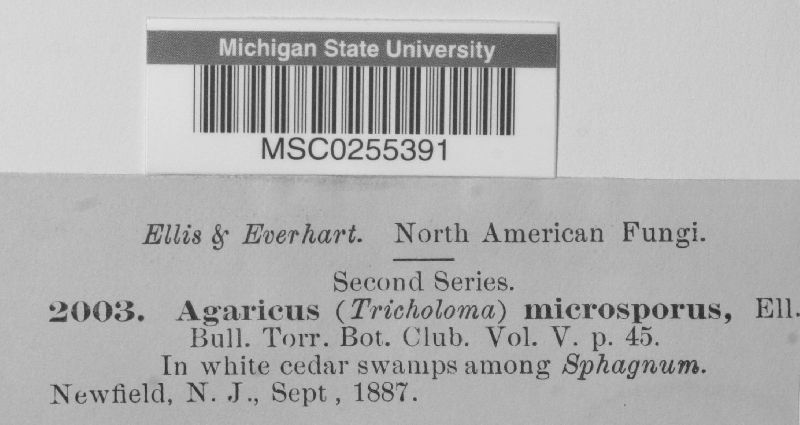 Michigan State University
MSC0255391
Ellis & Everhart. North American Fungi.
Second Series.
2003. Agaricus (Tricholoma) microsporus, Ell.
Bull. Torr. Bot. Club. Vol. V. p. 45.
In white cedar swamps among Sphagnum.
Newfield, N. J., Sept , 1887.